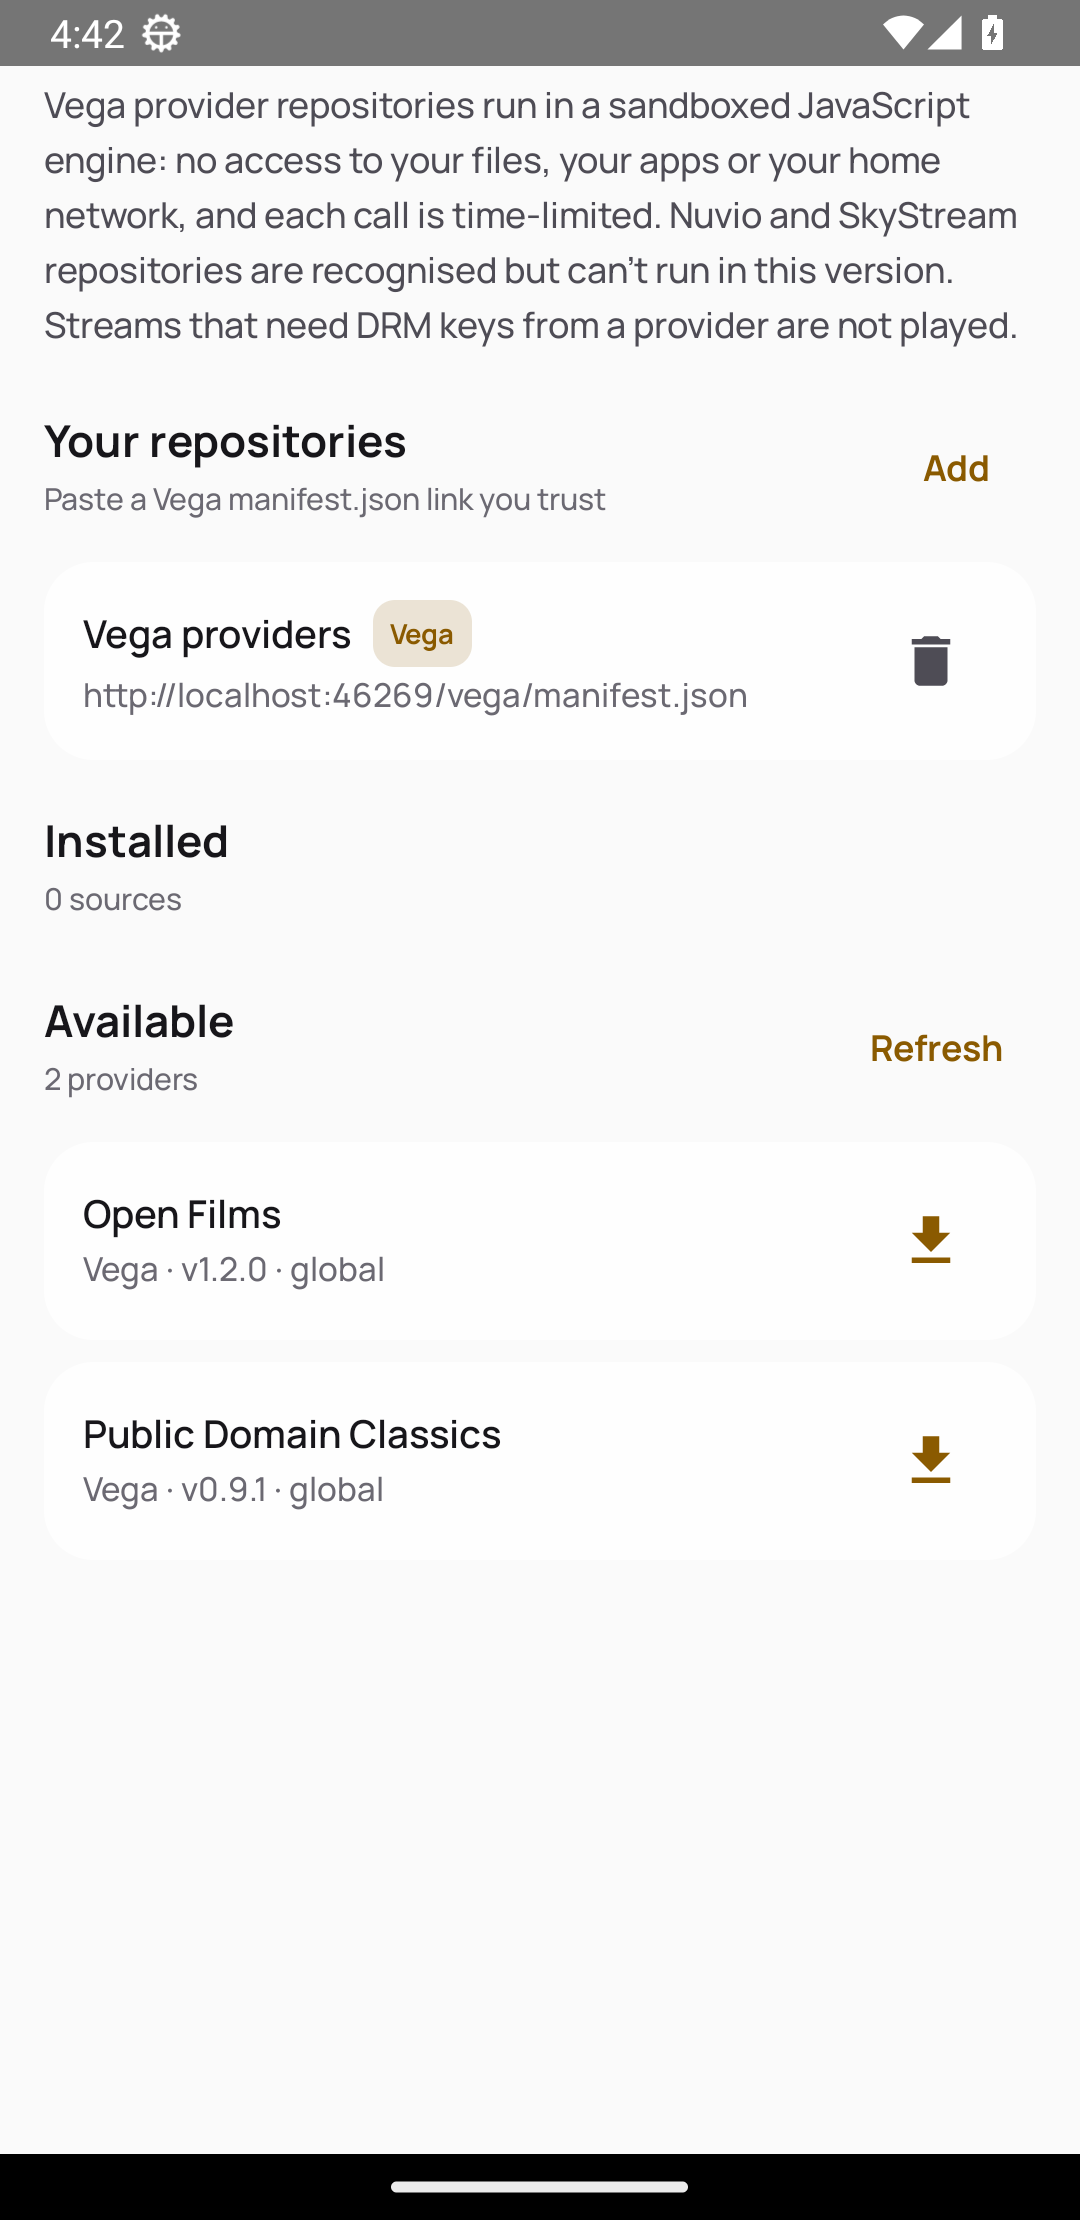 4:42
Vega provider repositories run in a sandboxed JavaScript
engine: no access to your files, your apps or your home
network, and each call is time-limited. Nuvio and SkyStream
repositories are recognised but can't run in this version.
Streams that need DRM keys from a provider are not played.
Your repositories
Add
Paste a Vega manifest.json link you trust
Vega providers
Vega
http://localhost:46269/vega/manifest.json
Installed
0 sources
Available
Refresh
2 providers
Open Films
Vega · v1.2.0 · global
Public Domain Classics
Vega · v0.9.1 · global